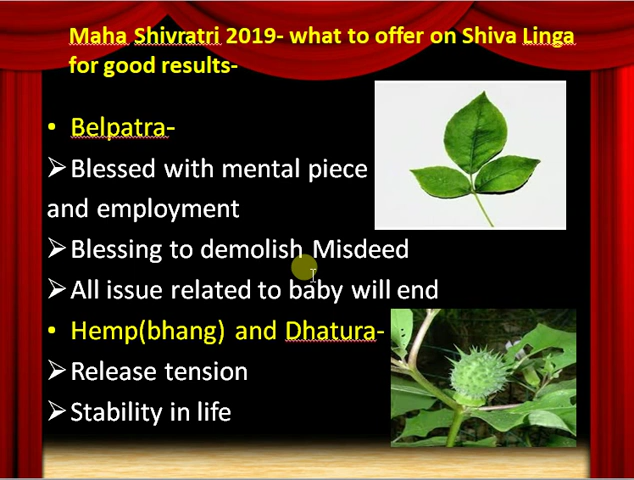 Maha Shivratri 2019- what to offer on Shiva Linga
for good results-
• Belpatra-
➢Blessed with mental piece
and employment
➢Blessing to demolish Misdeed
➢All issue related to baby will end
• Hemp(bhang) and Dhatura-
➢Release tension
➢Stability in life